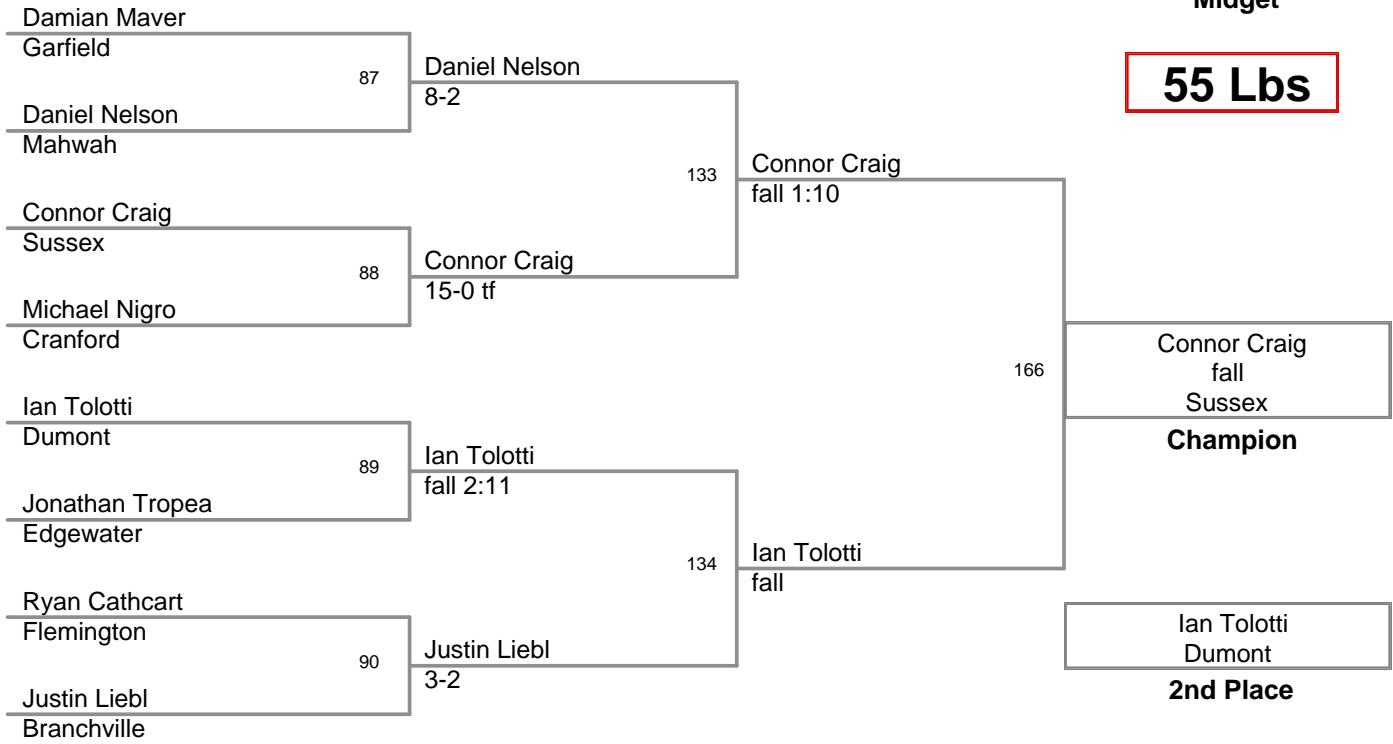 Midget
55 Lbs
Damian Maver
Garfield
87
Daniel Nelson
Mahwah
Daniel Nelson
8-2
Connor Craig
Sussex
88
Michael Nigro
Cranford
Connor Craig
15-0 tf
133
Connor Craig
fall 1:10
Ian Tolotti
Dumont
89
Jonathan Tropea
Edgewater
Ian Tolotti
fall 2:11
Ryan Cathcart
Flemington
90
Justin Liebl
Branchville
Justin Liebl
3-2
134
Ian Tolotti
fall
166
Connor Craig
fall
Sussex
Champion
Ian Tolotti
Dumont
2nd Place